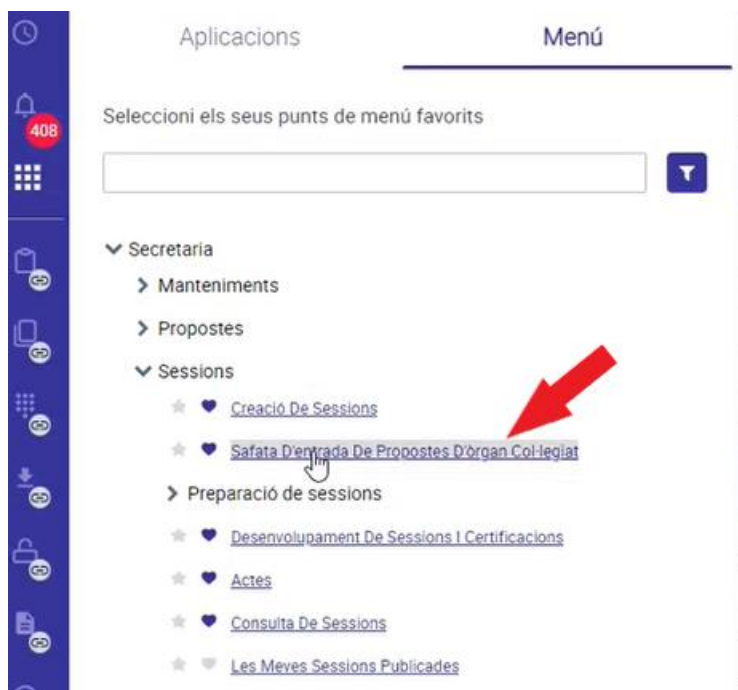 Aplicacions
Menú
408
Seleccioni els seus punts de menú favorits
Secretaria
Manteniments
Propostes
Sessions
Creació De Sessions
Safata D'entrada De Propostes D'òrgan Col·legiat
Preparació de sessions
Desenvolupament De Sessions I Certificacions
Actes
Consulta De Sessions
Les Meves Sessions Publicades